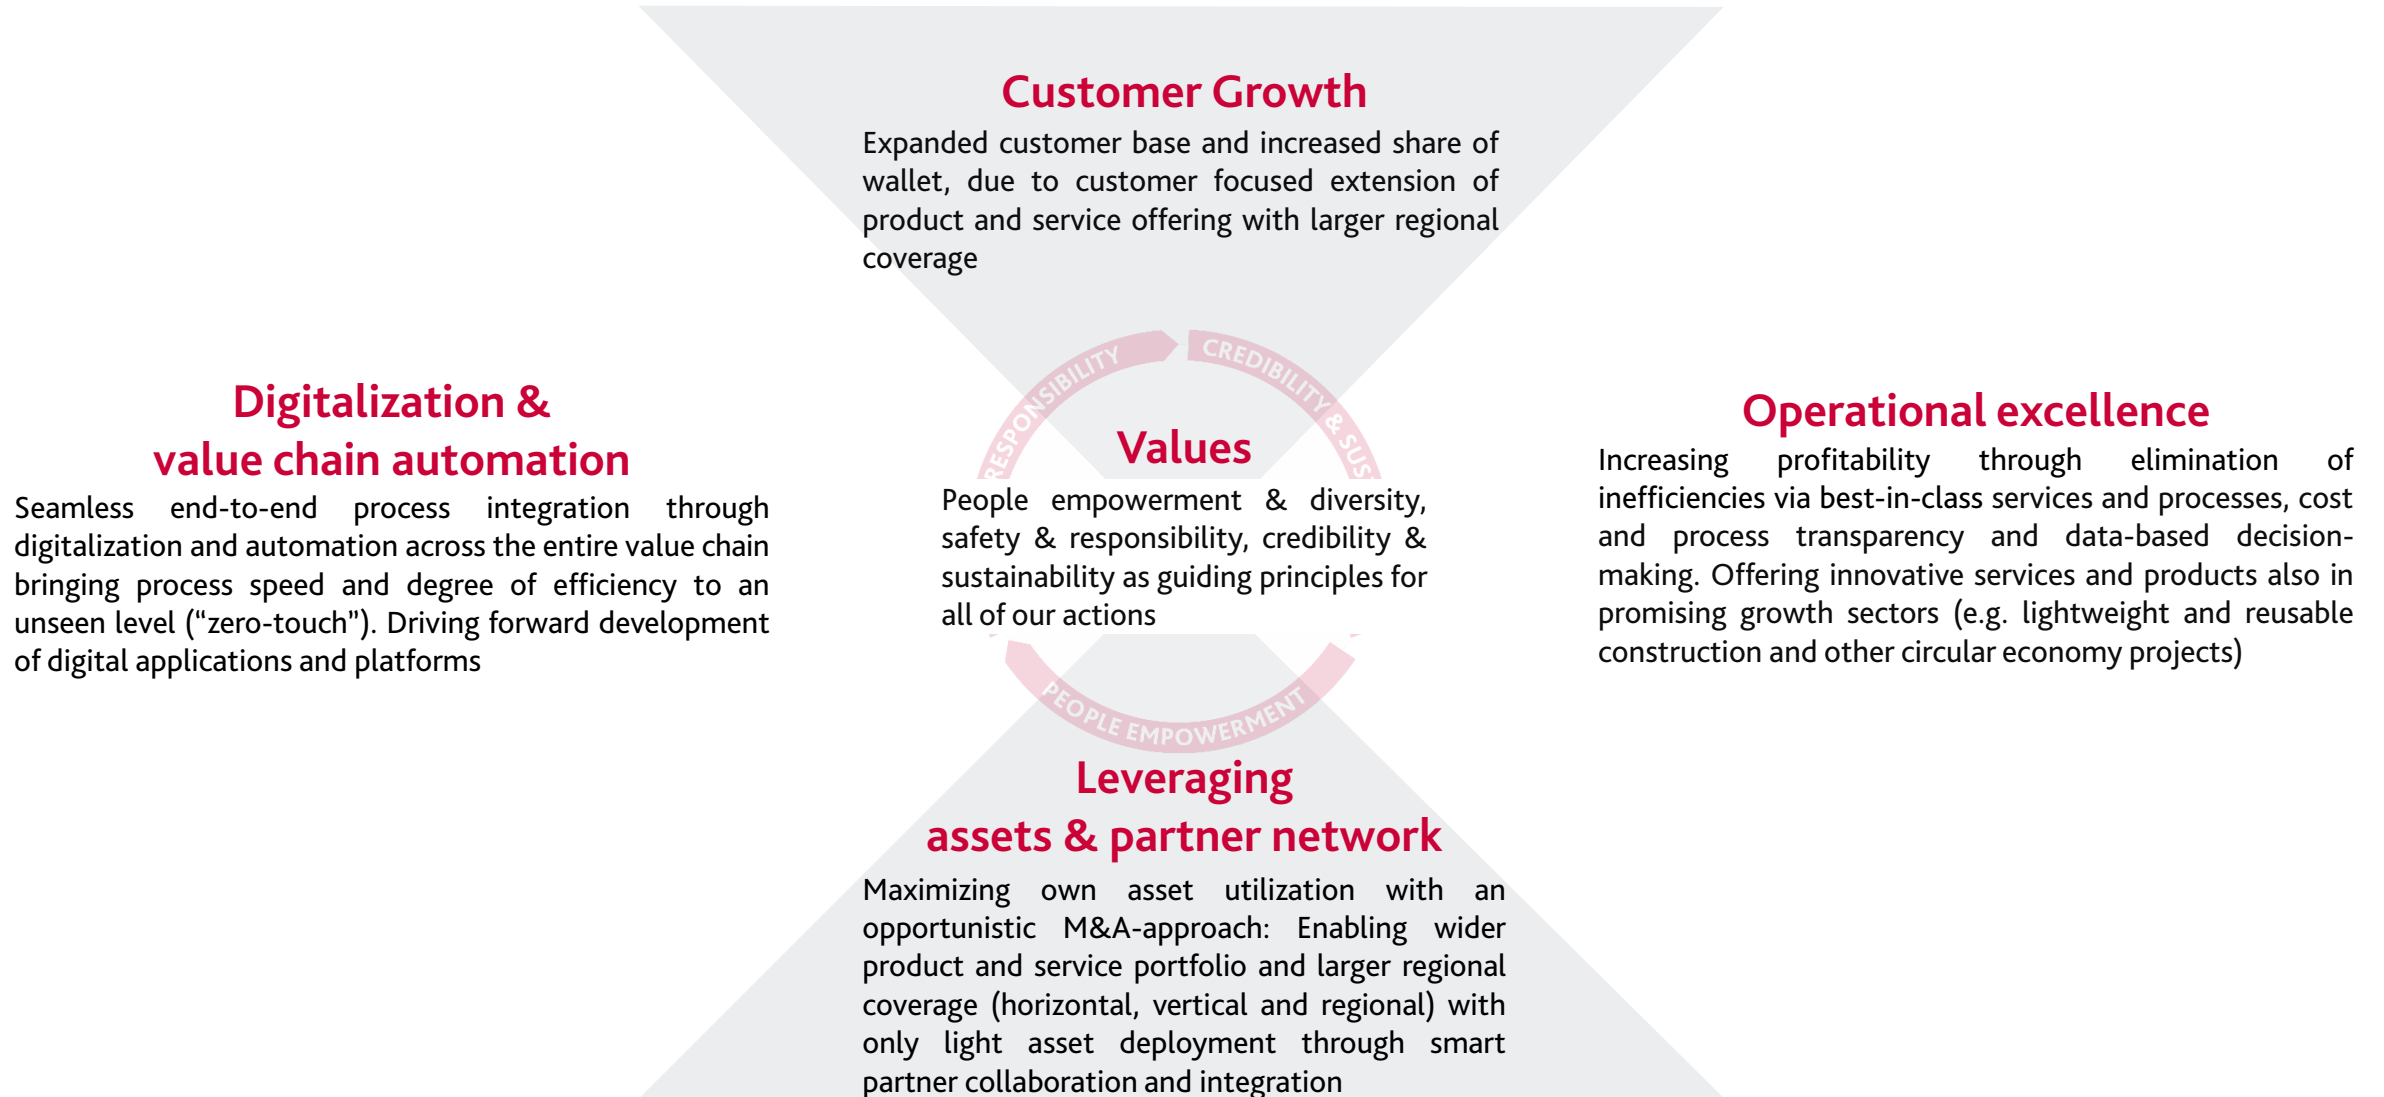 Customer Growth
Expanded customer base and increased share of
wallet, due to customer focused extension of
product and service offering with larger regional
coverage
Digitalization &
value chain automation
Seamless end-to-end process integration through
digitalization and automation across the entire value chain
bringing process speed and degree of efficiency to an
unseen level (“zero-touch”). Driving forward development
of digital applications and platforms
RESPONSIBILITY
CREDIBILITY & SUS
Values
People empowerment & diversity,
safety & responsibility, credibility &
sustainability as guiding principles for
all of our actions
PEOPLE EMPOWERMENT
Operational excellence
Increasing profitability through elimination of
inefficiencies via best-in-class services and processes, cost
and process transparency and data-based decision-
making. Offering innovative services and products also in
promising growth sectors (e.g. lightweight and reusable
construction and other circular economy projects)
Leveraging
assets & partner network
Maximizing own asset utilization with an
opportunistic M&A-approach: Enabling wider
product and service portfolio and larger regional
coverage (horizontal, vertical and regional) with
only light asset deployment through smart
partner collaboration and integration